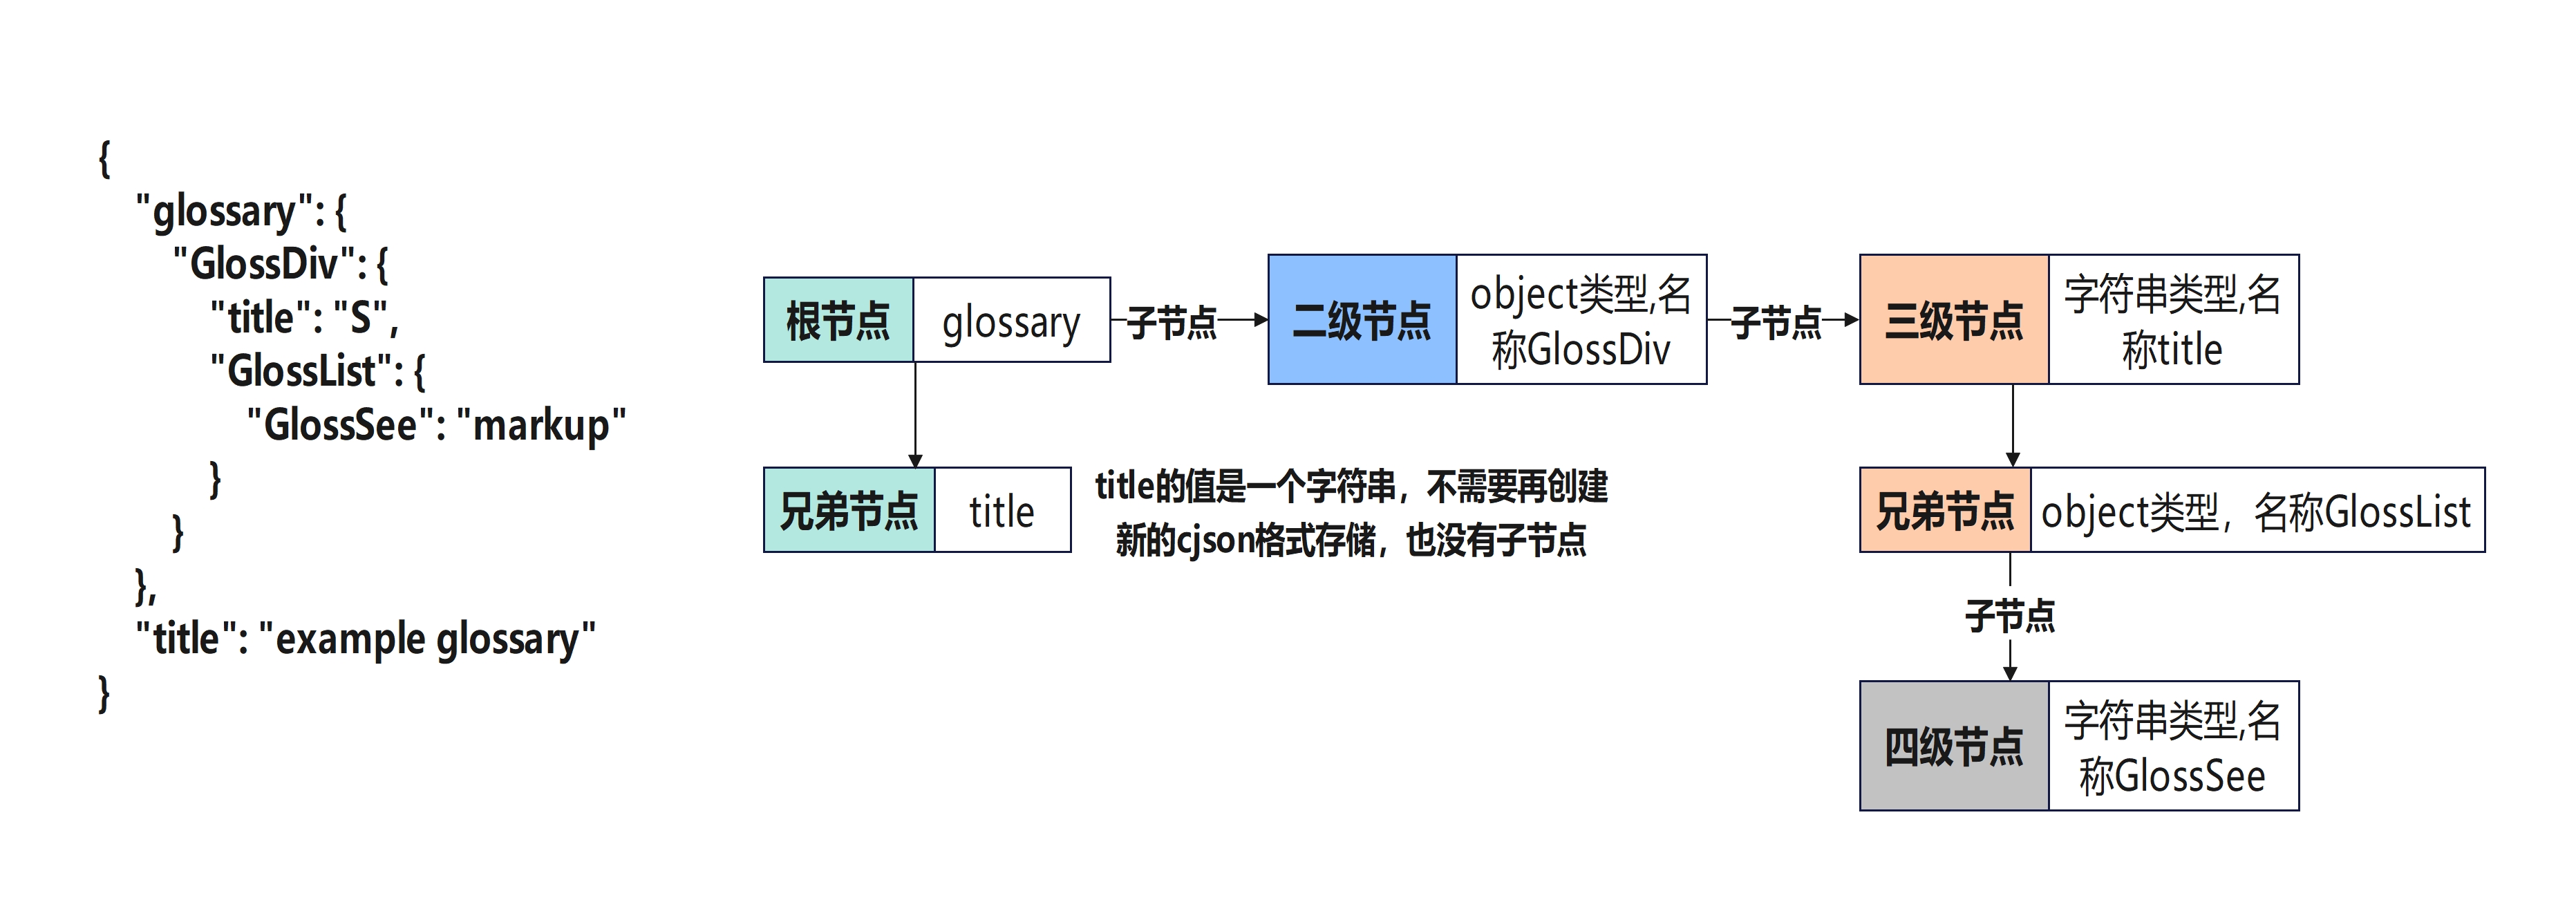 {
"glossary": {
"GlossDiv": {
"title": "S",
"GlossList": {
"GlossSee": "markup"
}
}
},
"title": "example glossary"
}
根节点
glossary
子节点
二级节点
object类型,名
称GlossDiv
子节点
三级节点
字符串类型,名
称title
兄弟节点
title
title的值是一个字符串，不需要再创建
新的cjson格式存储，也没有子节点
兄弟节点
object类型，名称GlossList
子节点
四级节点
字符串类型,名
称GlossSee